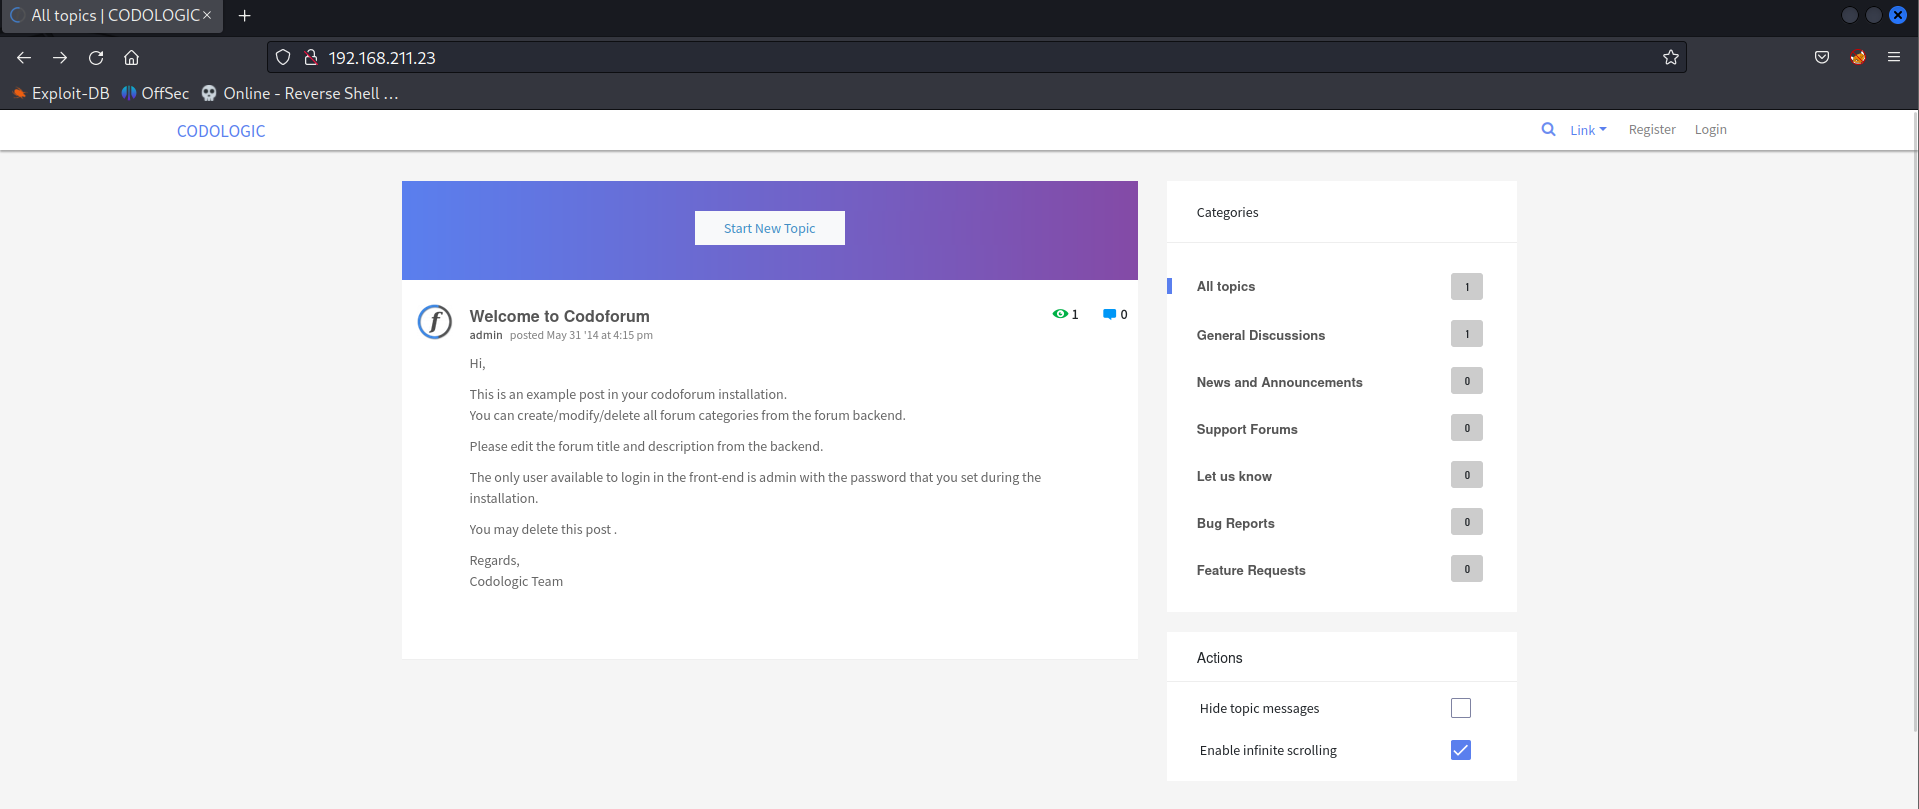 All topics | CODOLOGIC
192.168.211.23
Exploit-DB OffSec Online - Reverse Shell …
CODOLOGIC
Link Register Login
Start New Topic
Welcome to Codoforum
admin posted May 31 '14 at 4:15 pm
1 0
Hi,
This is an example post in your codoforum installation.
You can create/modify/delete all forum categories from the forum backend.
Please edit the forum title and description from the backend.
The only user available to login in the front-end is admin with the password that you set during the
installation.
You may delete this post .
Regards,
Codologic Team
Categories
All topics 1
General Discussions 1
News and Announcements 0
Support Forums 0
Let us know 0
Bug Reports 0
Feature Requests 0
Actions
Hide topic messages
Enable infinite scrolling